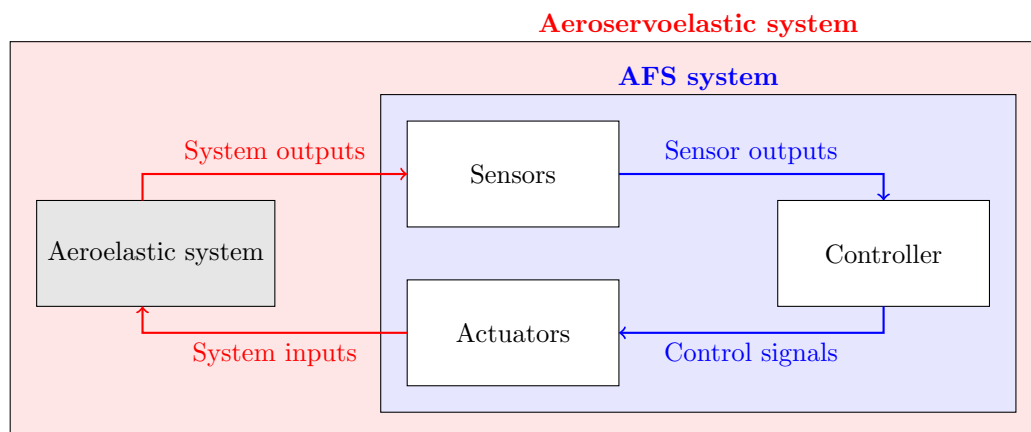 Aeroservoelastic system
AFS system
System outputs
Sensors
Sensor outputs
Aeroelastic system
Controller
Actuators
System inputs
Control signals